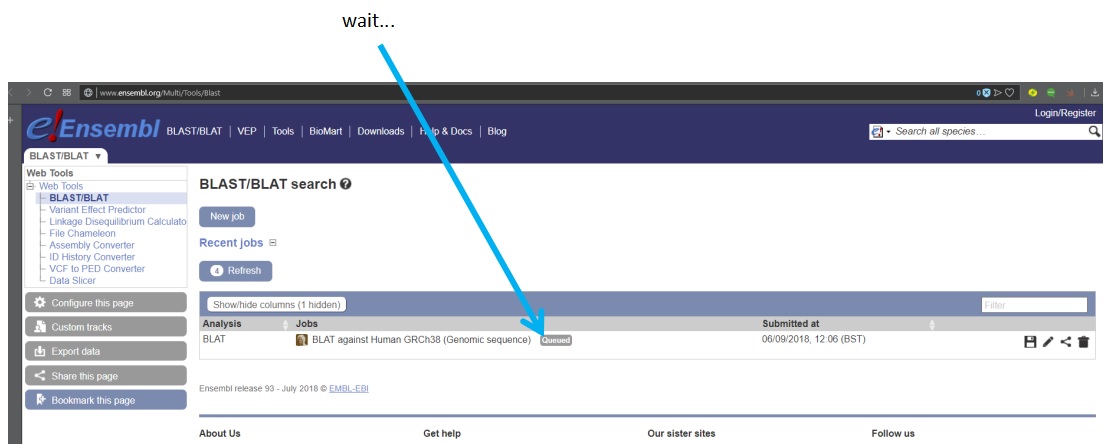 wait...
www.ensembl.org/Multi/Tools/Blast
0
Login/Register
e!Ensembl BLAST/BLAT | VEP | Tools | BioMart | Downloads | Help & Docs | Blog
Search all species...
BLAST/BLAT ▼
Web Tools
Web Tools
BLAST/BLAT
Variant Effect Predictor
Linkage Disequilibrium Calculato
File Chameleon
Assembly Converter
ID History Converter
VCF to PED Converter
Data Slicer
Configure this page
Custom tracks
Export data
Share this page
Bookmark this page
BLAST/BLAT search
New job
Recent jobs
4 Refresh
Show/hide columns (1 hidden)
Filter
Analysis Jobs Submitted at
BLAT BLAT against Human GRCh38 (Genomic sequence) Queued 06/09/2018, 12:06 (BST)
Ensembl release 93 - July 2018 © EMBL-EBI
About Us Get help Our sister sites Follow us